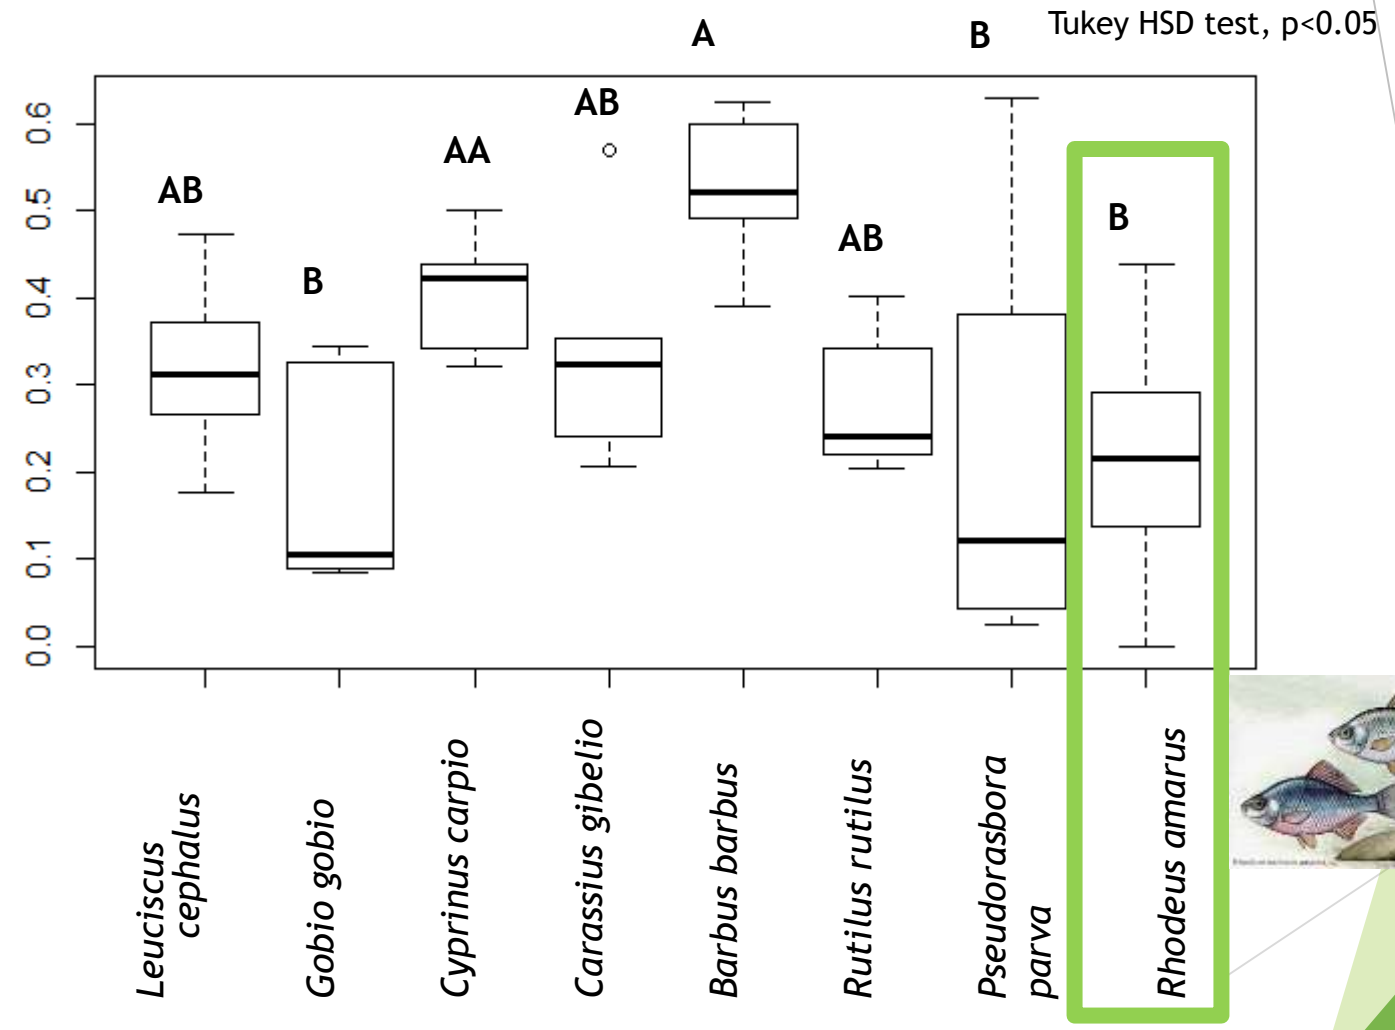 Tukey HSD test, p<0.05
A
B
AB
AA
AB
B
AB
B
0.6
0.5
0.4
0.3
0.2
0.1
0.0
Leuciscus
cephalus
Gobio gobio
Cyprinus carpio
Carassius gibelio
Barbus barbus
Rutilus rutilus
Pseudorasbora
parva
Rhodeus amarus